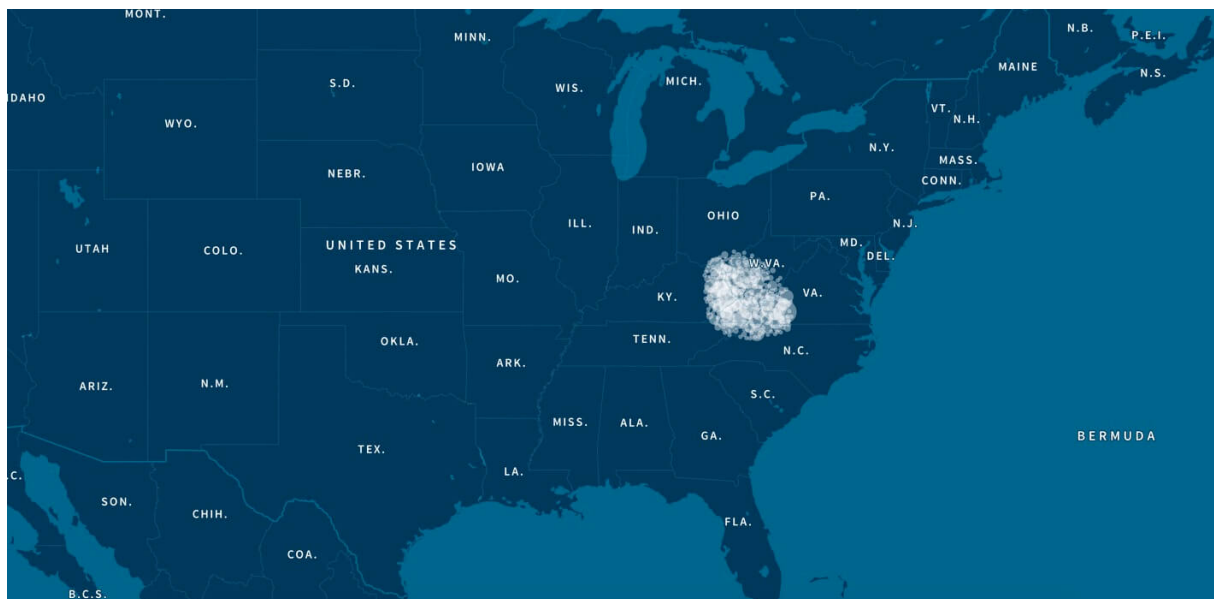 MONT.
MINN.
N.B.
P.E.I.
MAINE
N.S.
S.D.
WIS.
MICH.
IDAHO
VT.
N.H.
WYO.
N.Y.
MASS.
IOWA
NEBR.
CONN.
PA.
OHIO
ILL.
IND.
N.J.
MD.
UTAH
COLO.
UNITED STATES
DEL.
W.VA.
KANS.
MO.
KY.
VA.
OKLA.
TENN.
N.C.
ARK.
ARIZ.
N.M.
S.C.
MISS.
ALA.
GA.
BERMUDA
TEX.
LA.
.C.
SON.
CHIH.
FLA.
COA.
B.C.S.